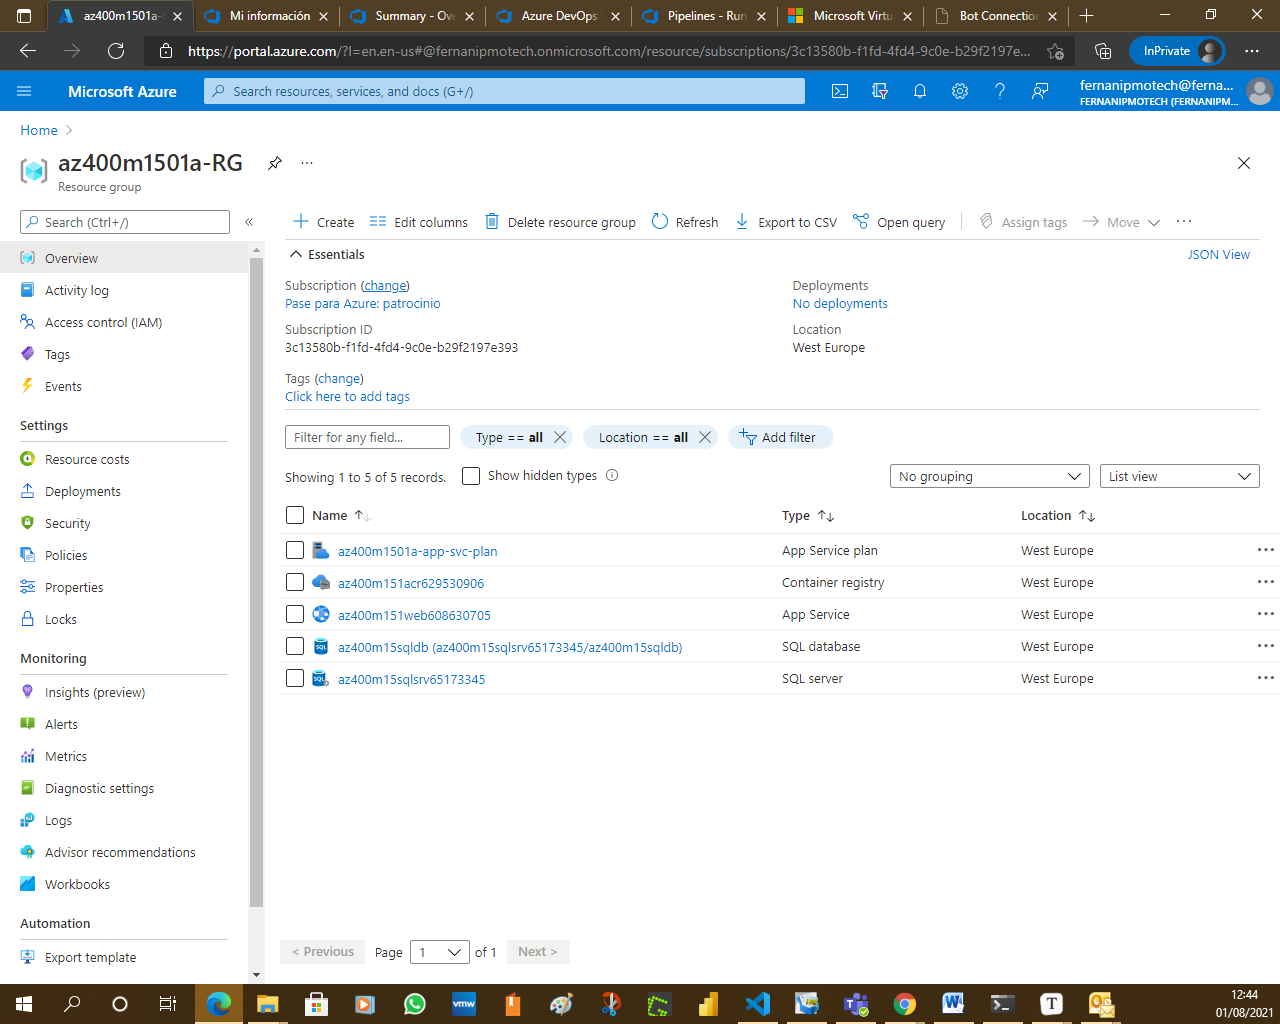 az400m1501a-
Mi información
Summary - Ove
Azure DevOps
Pipelines - Run
Microsoft Virtu
Bot Connection
https://portal.azure.com/?l=en.en-us#@fernanipmotech.onmicrosoft.com/resource/subscriptions/3c13580b-f1fd-4fd4-9c0e-b29f2197e...
InPrivate
Microsoft Azure
Search resources, services, and docs (G+/)
fernanipmotech@ferna...
FERNANIPMOTECH (FERNANIPM...
Home
az400m1501a-RG
Resource group
Search (Ctrl+/)
Create
Edit columns
Delete resource group
Refresh
Export to CSV
Open query
Assign tags
Move
Overview
Activity log
Access control (IAM)
Tags
Events
Settings
Resource costs
Deployments
Security
Policies
Properties
Locks
Monitoring
Insights (preview)
Alerts
Metrics
Diagnostic settings
Logs
Advisor recommendations
Workbooks
Automation
Export template
Essentials
JSON View
Subscription (change)
Pase para Azure: patrocinio
Subscription ID
3c13580b-f1fd-4fd4-9c0e-b29f2197e393
Tags (change)
Click here to add tags
Deployments
No deployments
Location
West Europe
Filter for any field...
Type == all
Location == all
Add filter
Showing 1 to 5 of 5 records.
Show hidden types
No grouping
List view
Name Type Location
az400m1501a-app-svc-plan App Service plan West Europe
az400m151acr629530906 Container registry West Europe
az400m151web608630705 App Service West Europe
az400m15sqldb (az400m15sqlsrv65173345/az400m15sqldb) SQL database West Europe
az400m15sqlsrv65173345 SQL server West Europe
< Previous Page 1 of 1 Next >
12:44
01/08/2021